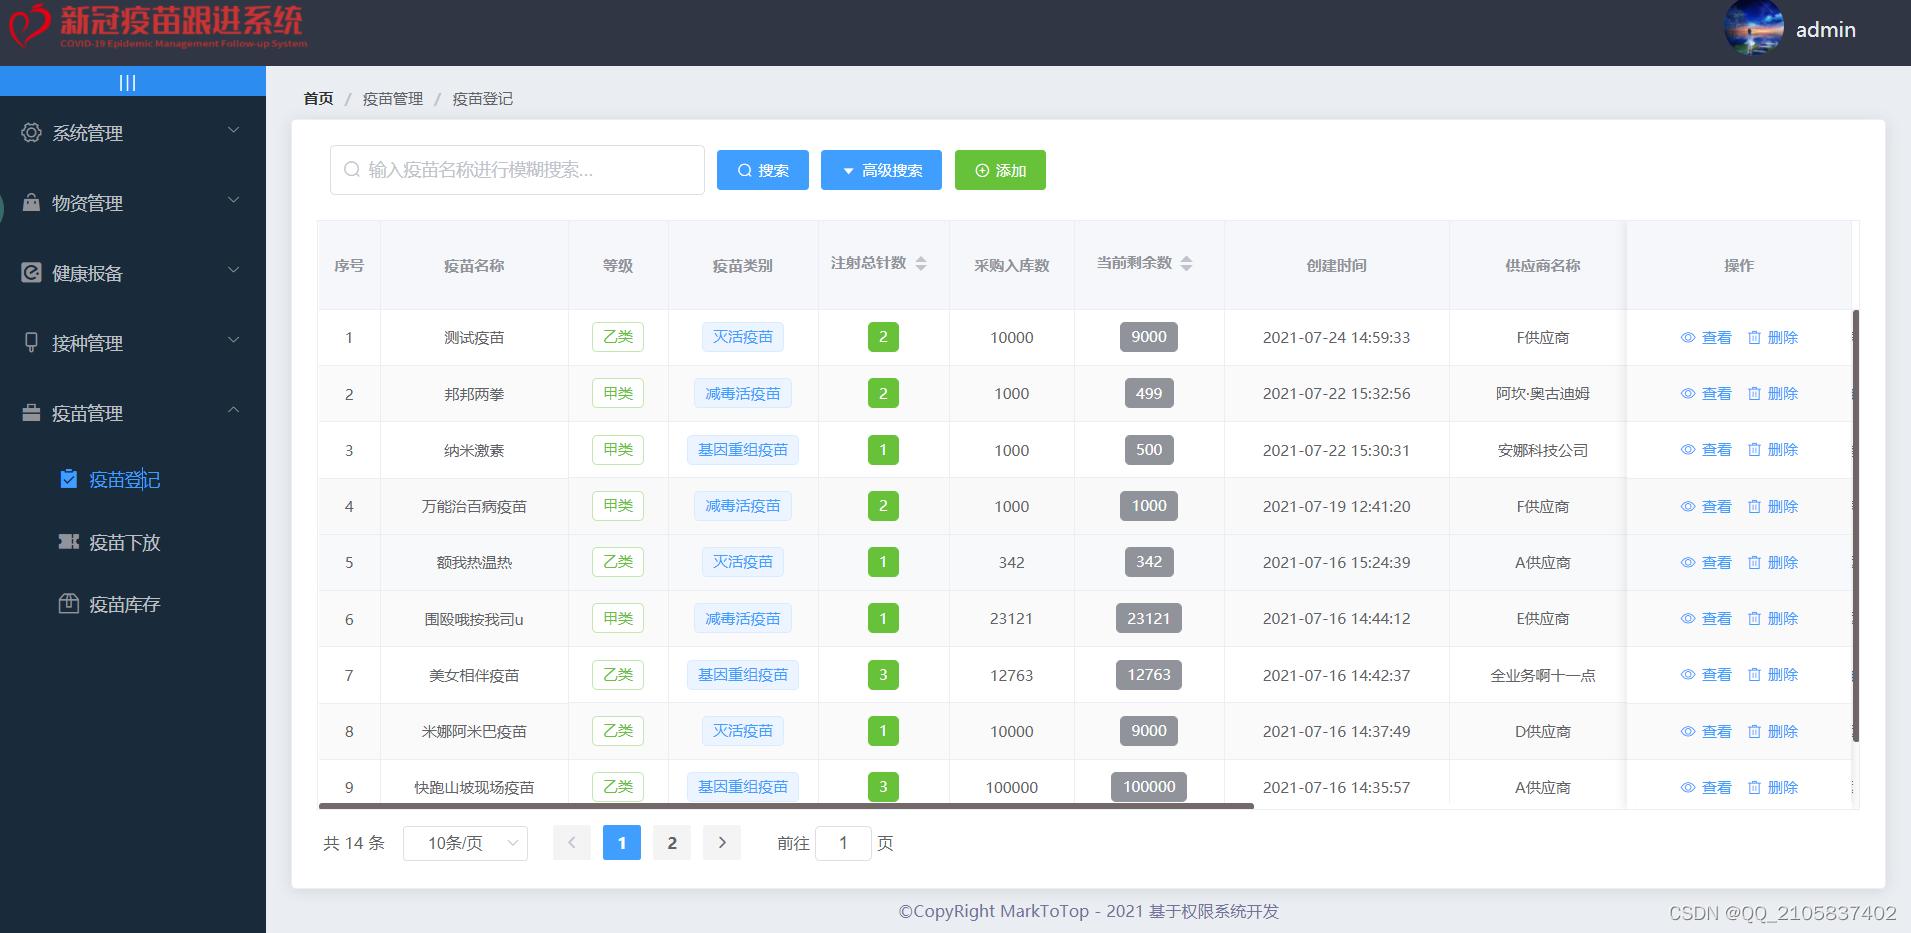 新冠疫苗跟进系统
COVID-19 Epidemic Management Follow-up System
admin
系统管理
物资管理
健康报备
接种管理
疫苗管理
疫苗登记
疫苗下放
疫苗库存
首页 / 疫苗管理 / 疫苗登记
输入疫苗名称进行模糊搜索... 搜索 高级搜索 添加
序号 疫苗名称 等级 疫苗类别 注射总针数 采购入库数 当前剩余数 创建时间 供应商名称 操作
1 测试疫苗 乙类 灭活疫苗 2 10000 9000 2021-07-24 14:59:33 F供应商 查看 删除
2 邦邦两拳 甲类 减毒活疫苗 2 1000 499 2021-07-22 15:32:56 阿坎·奥古迪姆 查看 删除
3 纳米激素 甲类 基因重组疫苗 1 1000 500 2021-07-22 15:30:31 安娜科技公司 查看 删除
4 万能治百病疫苗 甲类 减毒活疫苗 2 1000 1000 2021-07-19 12:41:20 F供应商 查看 删除
5 额我热温热 乙类 灭活疫苗 1 342 342 2021-07-16 15:24:39 A供应商 查看 删除
6 围殴哦按我司u 甲类 减毒活疫苗 1 23121 23121 2021-07-16 14:44:12 E供应商 查看 删除
7 美女相伴疫苗 乙类 基因重组疫苗 3 12763 12763 2021-07-16 14:42:37 全业务啊十一点 查看 删除
8 米娜阿米巴疫苗 乙类 灭活疫苗 1 10000 9000 2021-07-16 14:37:49 D供应商 查看 删除
9 快跑山坡现场疫苗 乙类 基因重组疫苗 3 100000 100000 2021-07-16 14:35:57 A供应商 查看 删除
共 14 条 10条/页 1 2 前往 1 页
©CopyRight MarkToTop - 2021 基于权限系统开发
CSDN @QQ_2105837402